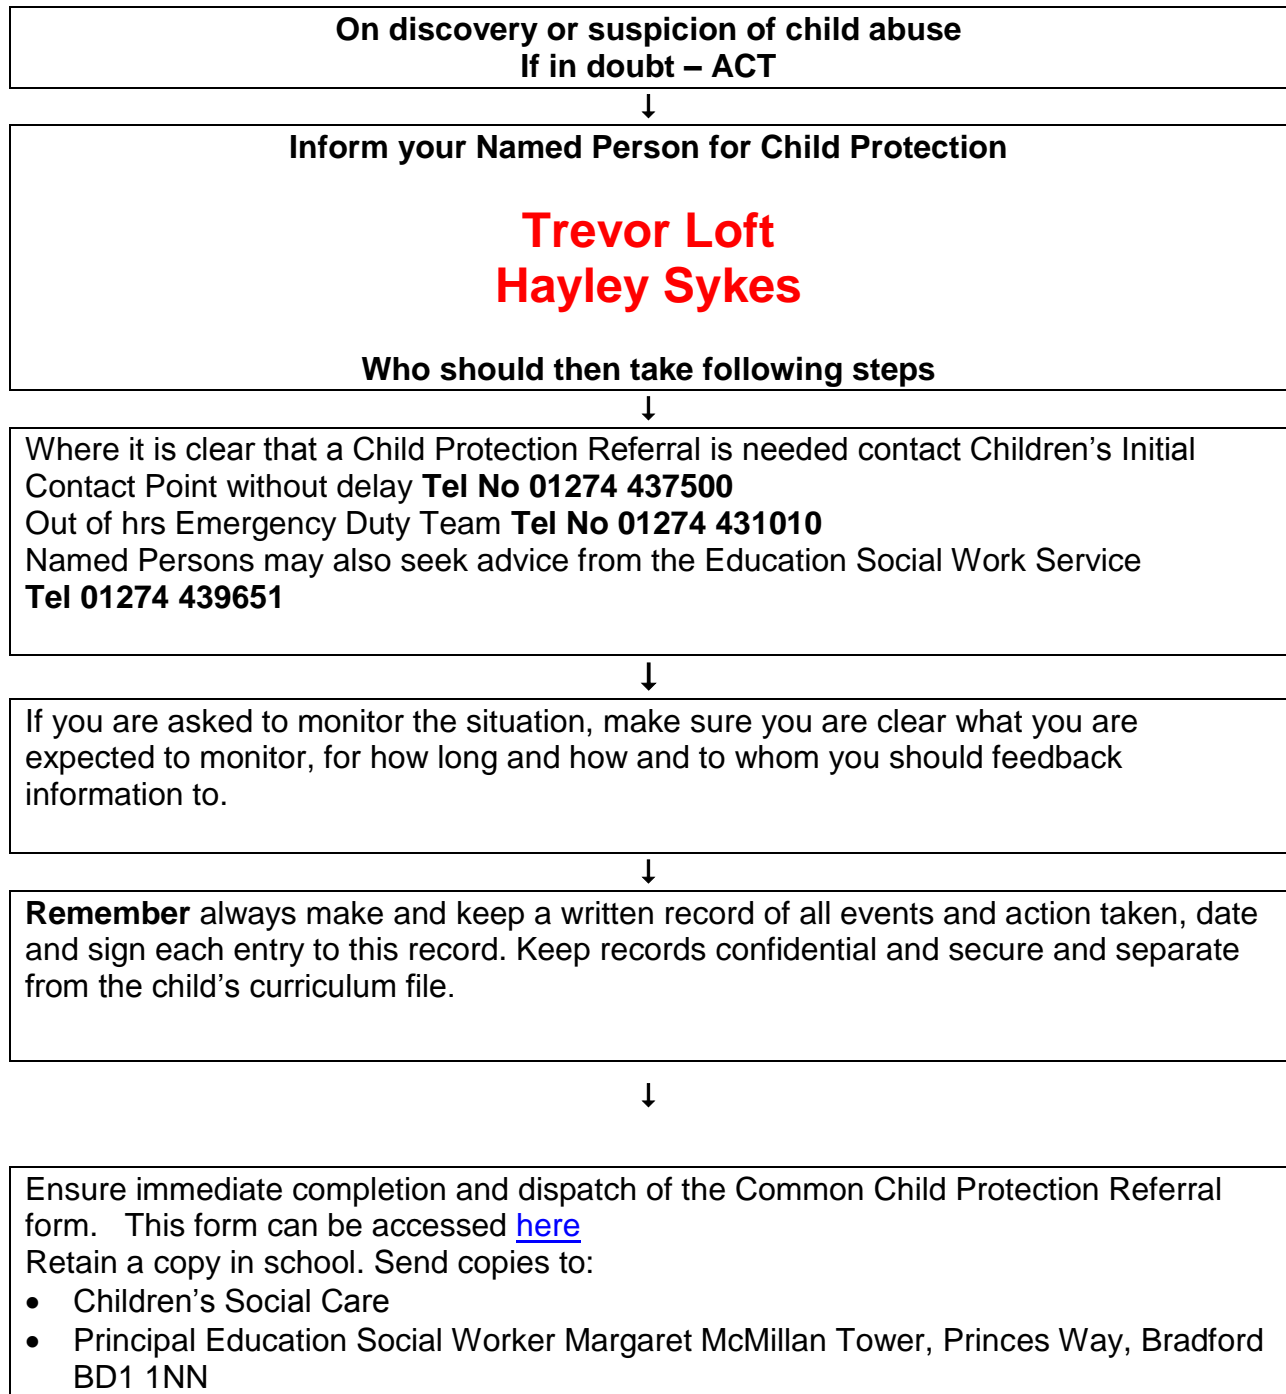 On discovery or suspicion of child abuse
If in doubt – ACT
↓
Inform your Named Person for Child Protection
Trevor Loft
Hayley Sykes
Who should then take following steps
↓
Where it is clear that a Child Protection Referral is needed contact Children’s Initial
Contact Point without delay Tel No 01274 437500
Out of hrs Emergency Duty Team Tel No 01274 431010
Named Persons may also seek advice from the Education Social Work Service
Tel 01274 439651
↓
If you are asked to monitor the situation, make sure you are clear what you are
expected to monitor, for how long and how and to whom you should feedback
information to.
↓
Remember always make and keep a written record of all events and action taken, date
and sign each entry to this record. Keep records confidential and secure and separate
from the child’s curriculum file.
↓
Ensure immediate completion and dispatch of the Common Child Protection Referral
form.   This form can be accessed here
Retain a copy in school. Send copies to:
• Children’s Social Care
• Principal Education Social Worker Margaret McMillan Tower, Princes Way, Bradford
BD1 1NN